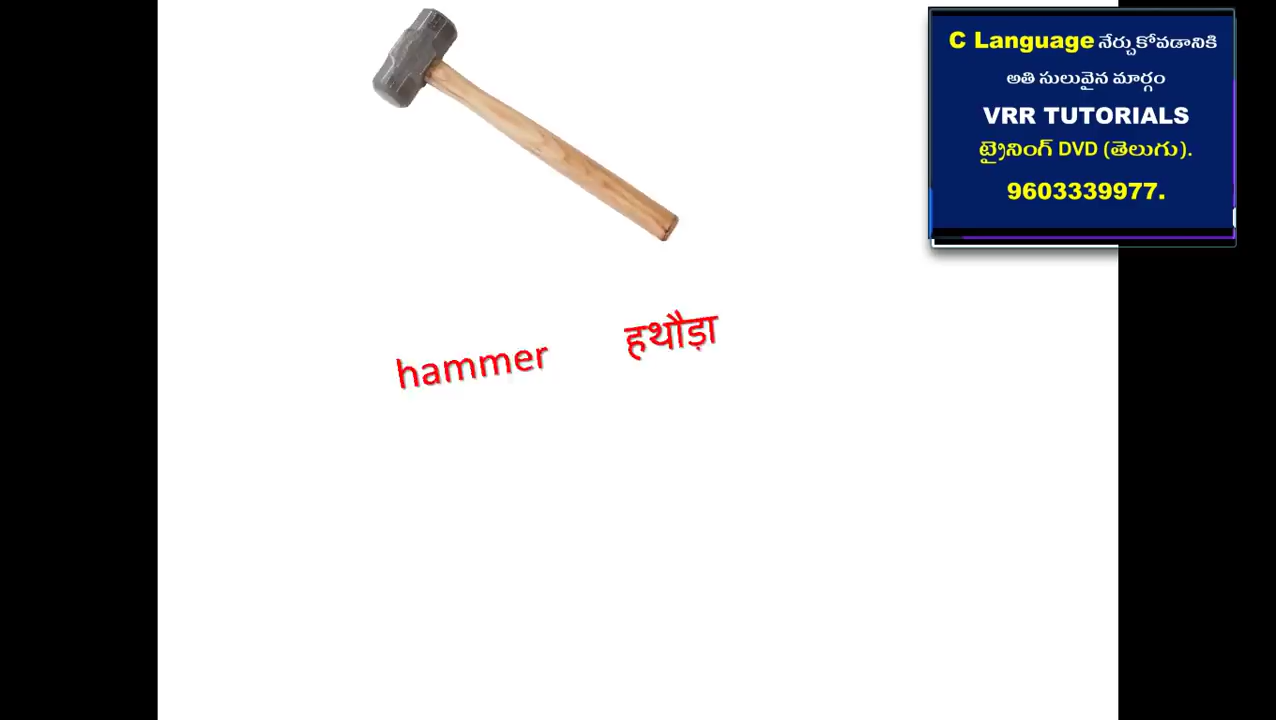 C Language నేర్చుకోవడానికి
అతి సులువైన మార్గం
VRR TUTORIALS
ట్రైనింగ్ DVD (తెలుగు).
9603339977.
hammer हथौड़ा